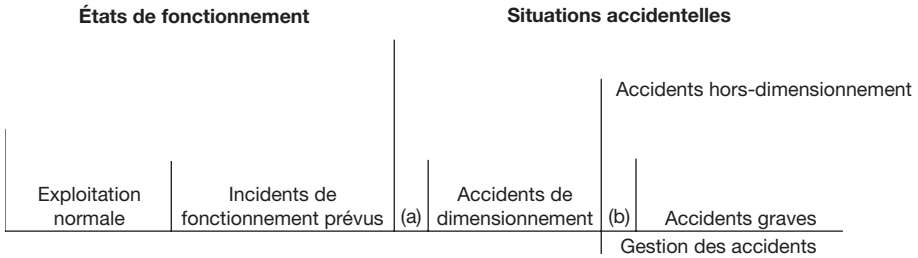 États de fonctionnement
Situations accidentelles
Accidents hors-dimensionnement
Exploitation
normale
Incidents de
fonctionnement prévus
(a)
Accidents de
dimensionnement
(b)
Accidents graves
Gestion des accidents